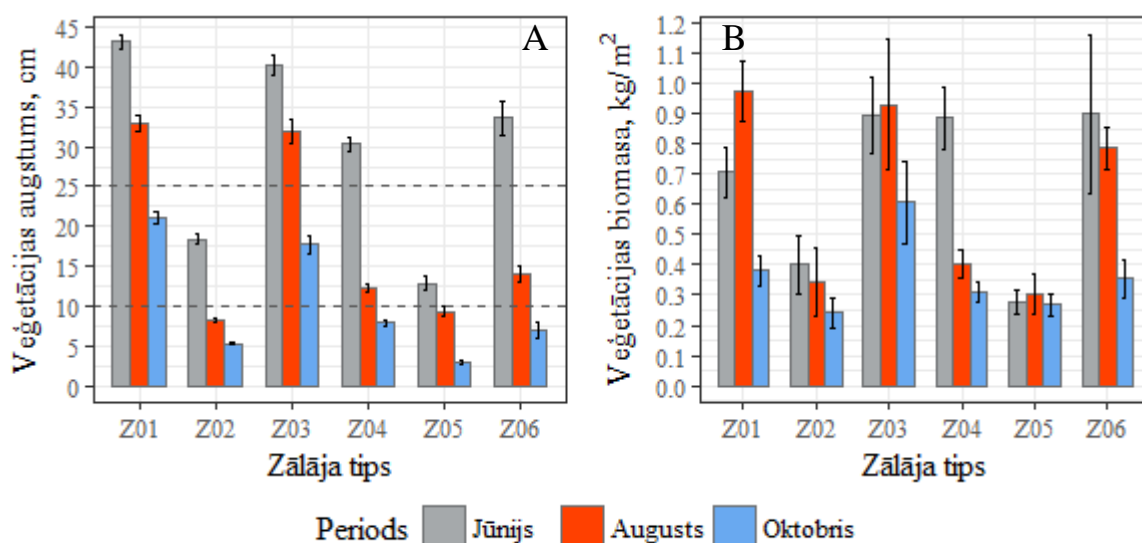 A
Veģetācijas augstums, cm
45
40
35
30
25
20
15
10
5
0
Z01 Z02 Z03 Z04 Z05 Z06
Zālāja tips
B
Veģetācijas biomasa, kg/m²
1.2
1.1
1.0
0.9
0.8
0.7
0.6
0.5
0.4
0.3
0.2
0.1
0.0
Z01 Z02 Z03 Z04 Z05 Z06
Zālāja tips
Periods Jūnijs Augusts Oktobris